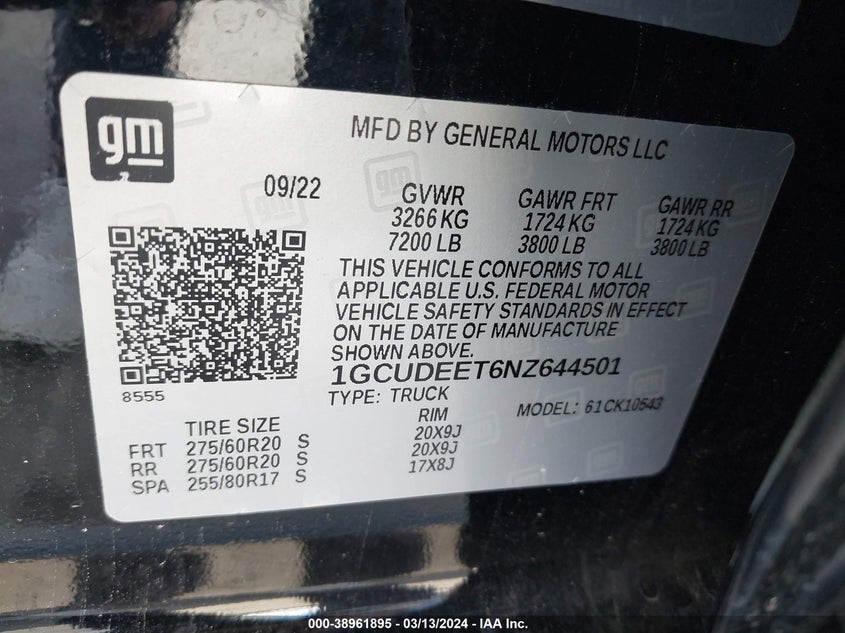 gm
MFD BY GENERAL MOTORS LLC
09/22
GVWR GAWR FRT GAWR RR
3266 KG 1724 KG 1724 KG
7200 LB 3800 LB 3800 LB
THIS VEHICLE CONFORMS TO ALL
APPLICABLE U.S. FEDERAL MOTOR
VEHICLE SAFETY STANDARDS IN EFFECT
ON THE DATE OF MANUFACTURE
SHOWN ABOVE.
1GCUDEET6NZ644501
8555
TYPE: TRUCK MODEL: 61CK10543
TIRE SIZE RIM
FRT 275/60R20 S 20X9J
RR 275/60R20 S 20X9J
SPA 255/80R17 S 17X8J
000-38961895 - 03/13/2024 - IAA Inc.